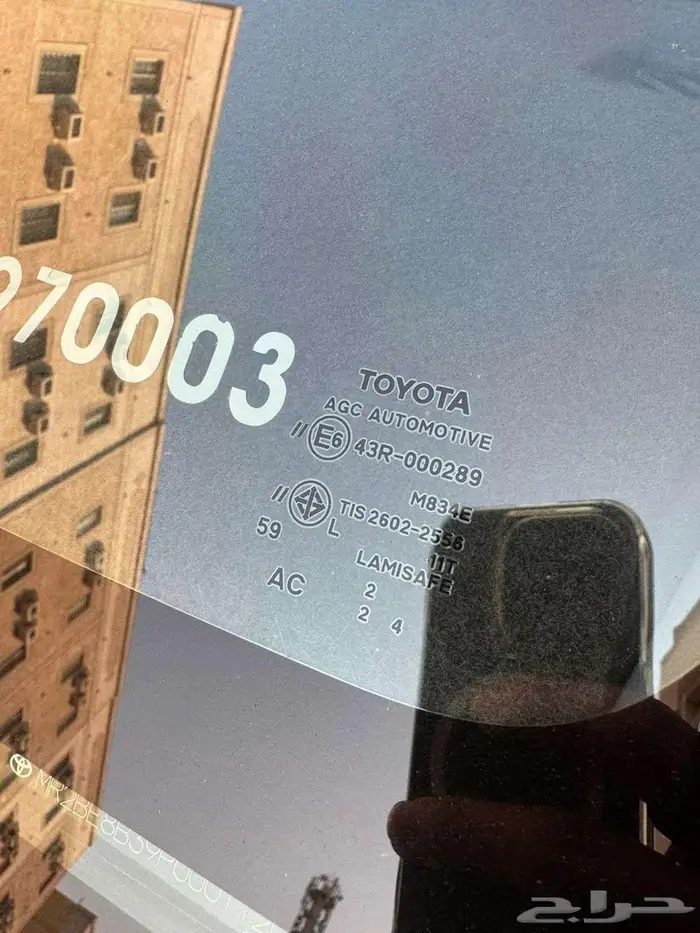 70003
TOYOTA
AGC AUTOMOTIVE
// E6 43R-000289
M834E
// TIS 2602-2556
59 L 11T
LAMISAFE
AC 2
2 4
MR2BE8B39P000112
حراج